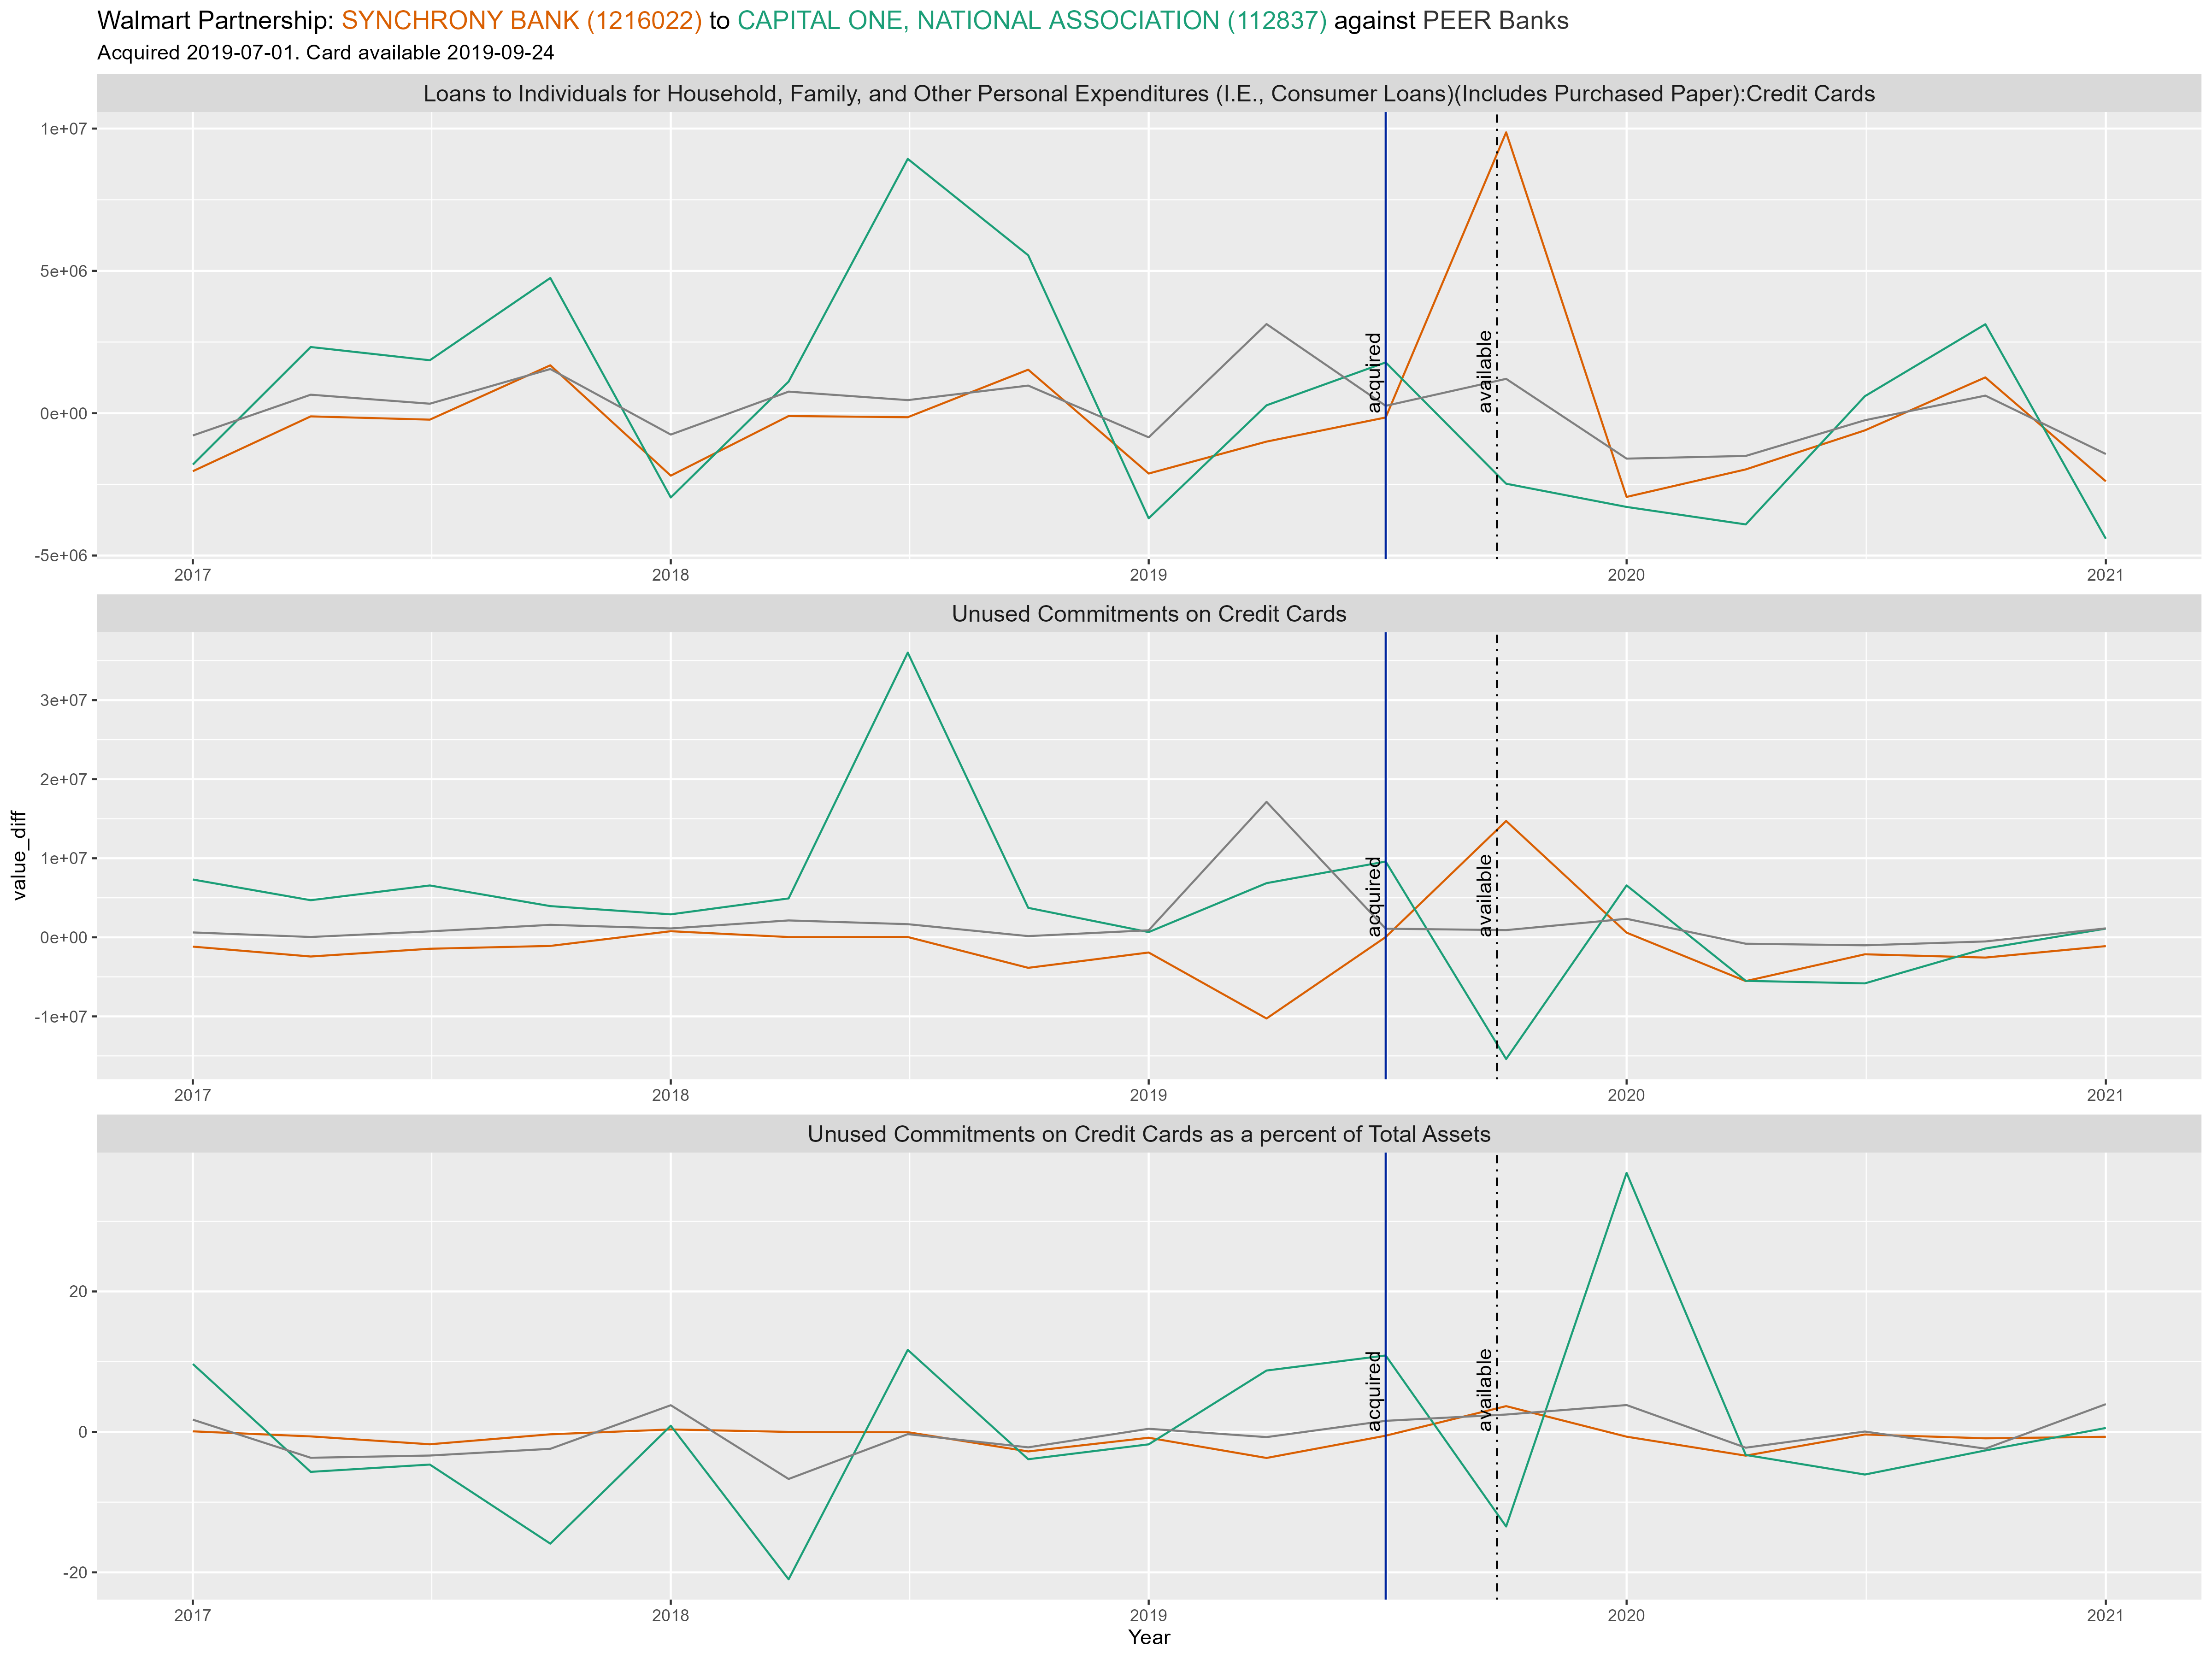 Walmart Partnership: SYNCHRONY BANK (1216022) to CAPITAL ONE, NATIONAL ASSOCIATION (112837) against PEER Banks
Acquired 2019-07-01. Card available 2019-09-24
Loans to Individuals for Household, Family, and Other Personal Expenditures (I.E., Consumer Loans)(Includes Purchased Paper):Credit Cards
1e+07
5e+06
0e+00
-5e+06
acquired
available
2017 2018 2019 2020 2021
Unused Commitments on Credit Cards
value_diff
3e+07
2e+07
1e+07
0e+00
-1e+07
acquired
available
2017 2018 2019 2020 2021
Unused Commitments on Credit Cards as a percent of Total Assets
20
0
-20
acquired
available
2017 2018 2019 2020 2021
Year